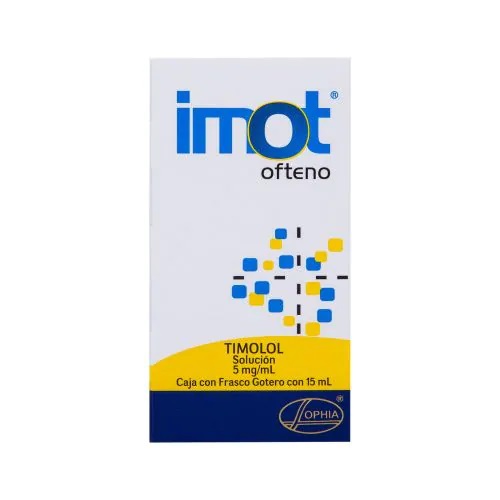 imot®
ofteno
TIMOLOL
Solución
5 mg/mL
Caja con Frasco Gotero con 15 mL
SOPHIA®